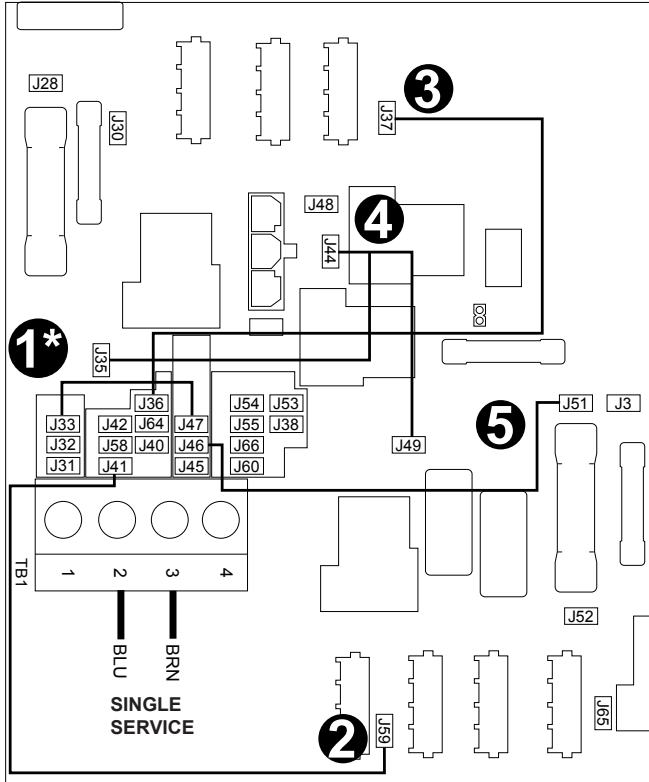 J28
J30
J37
3
J48
4
J44
1*
J35
J36
J33 J42 J64 J47 J54 J53
J32 J58 J40 J46 J55 J38
J31 J41 J45 J66
J60
J49
5
J51 J3
TB1
1 2 3 4
BLU BRN
SINGLE
SERVICE
J52
J65
2
J59